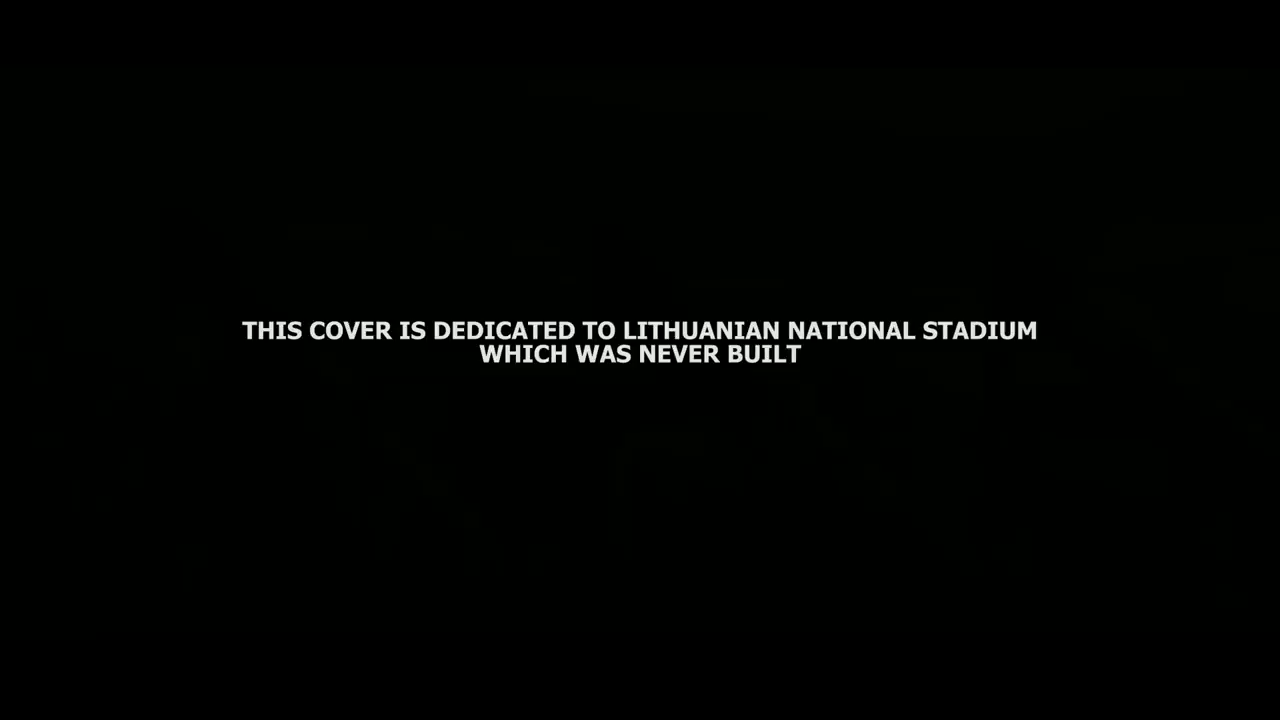 THIS COVER IS DEDICATED TO LITHUANIAN NATIONAL STADIUM
WHICH WAS NEVER BUILT